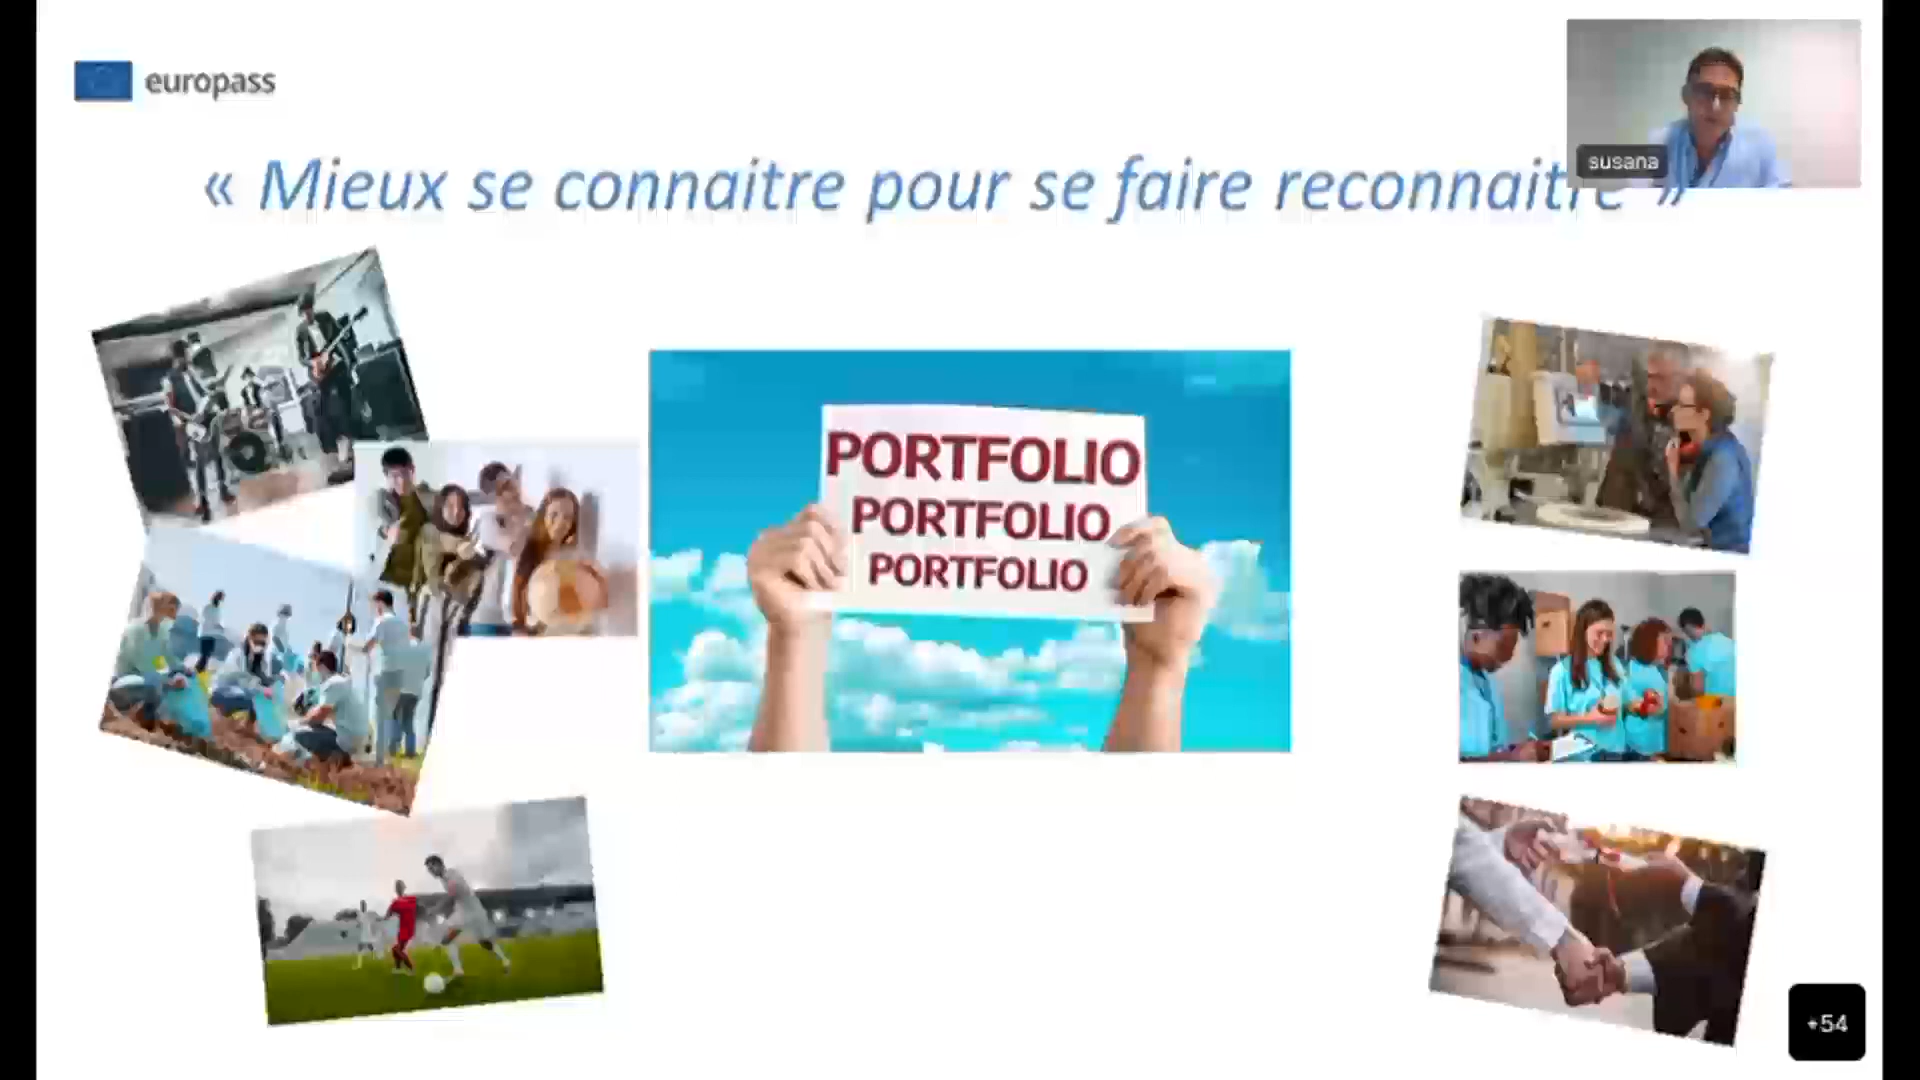 europass
susana
« Mieux se connaitre pour se faire reconnaitre »
PORTFOLIO
PORTFOLIO
PORTFOLIO
+54